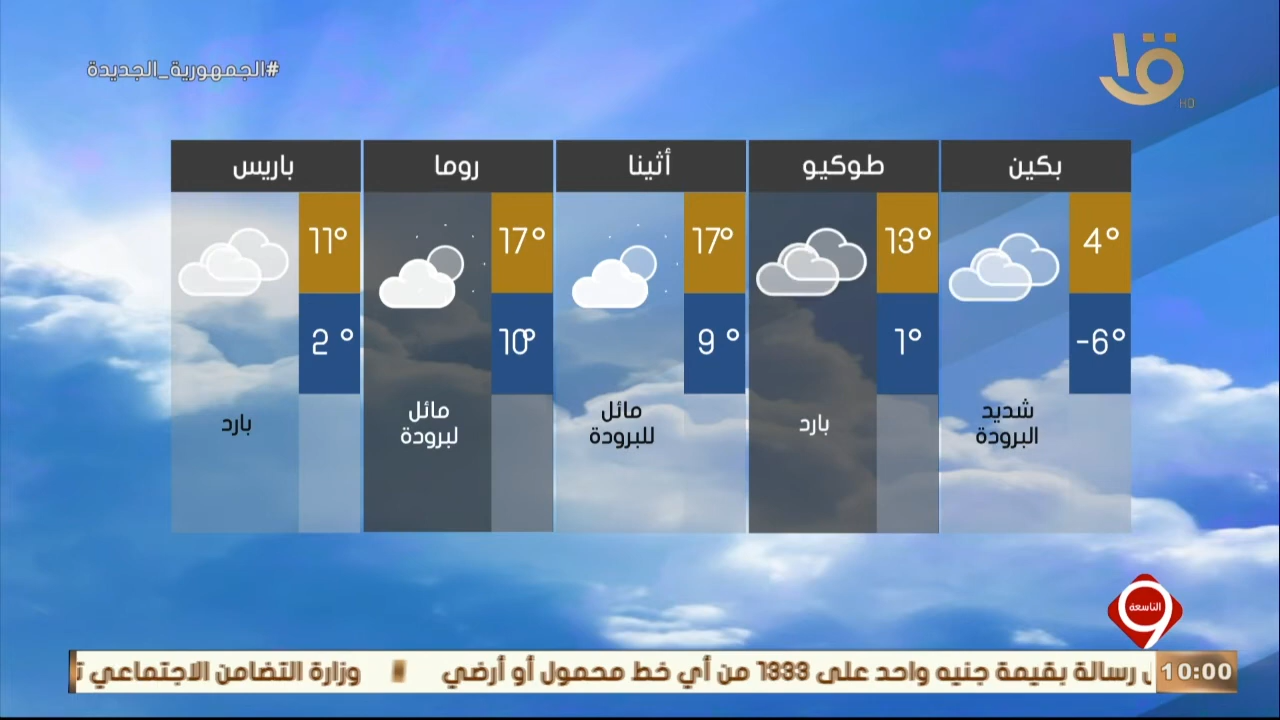 #الجمهورية_الجديدة
HD
بكين
4°
-6°
شديد
البرودة
طوكيو
13°
1°
بارد
أثينا
17°
9°
مائل
للبرودة
روما
17°
10°
مائل
لبرودة
باريس
11°
2°
بارد
9
التاسعة
10:00
رسالة بقيمة جنيه واحد على 1333 من أي خط محمول أو أرضي
وزارة التضامن الاجتماعي